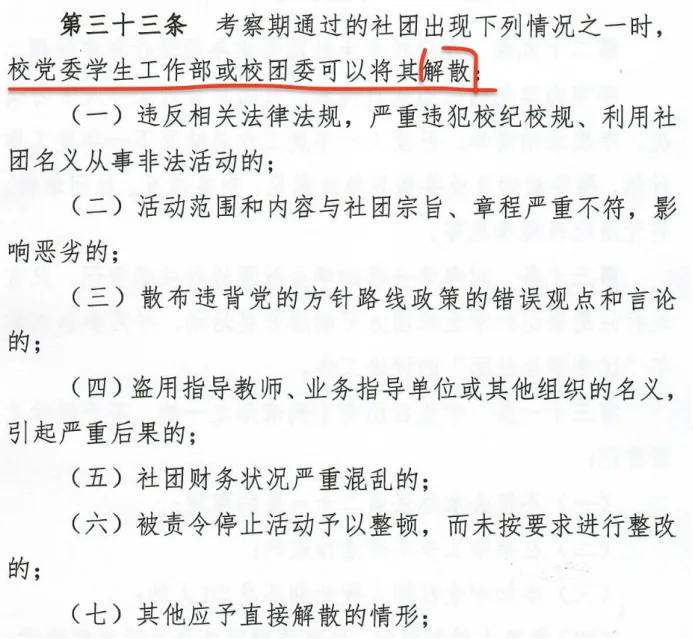 第三十三条 考察期通过的社团出现下列情况之一时，
校党委学生工作部或校团委可以将其解散：
（一）违反相关法律法规，严重违犯校纪校规、利用社
团名义从事非法活动的；
（二）活动范围和内容与社团宗旨、章程严重不符，影
响恶劣的；
（三）散布违背党的方针路线政策的错误观点和言论
的；
（四）盗用指导教师、业务指导单位或其他组织的名义，
引起严重后果的；
（五）社团财务状况严重混乱的；
（六）被责令停止活动予以整顿，而未按要求进行整改
的；
（七）其他应予直接解散的情形；